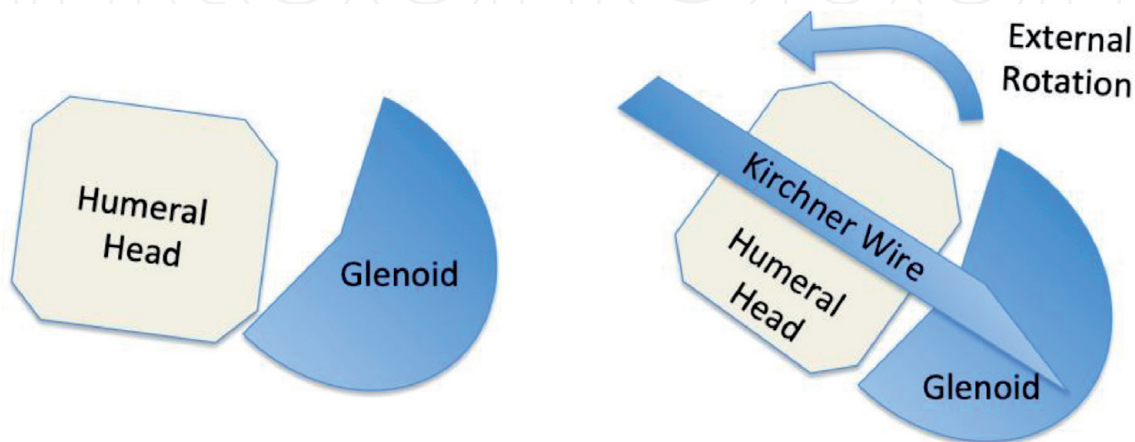 Humeral
Head
Glenoid
External
Rotation
Kirchner Wire
Humeral
Head
Glenoid